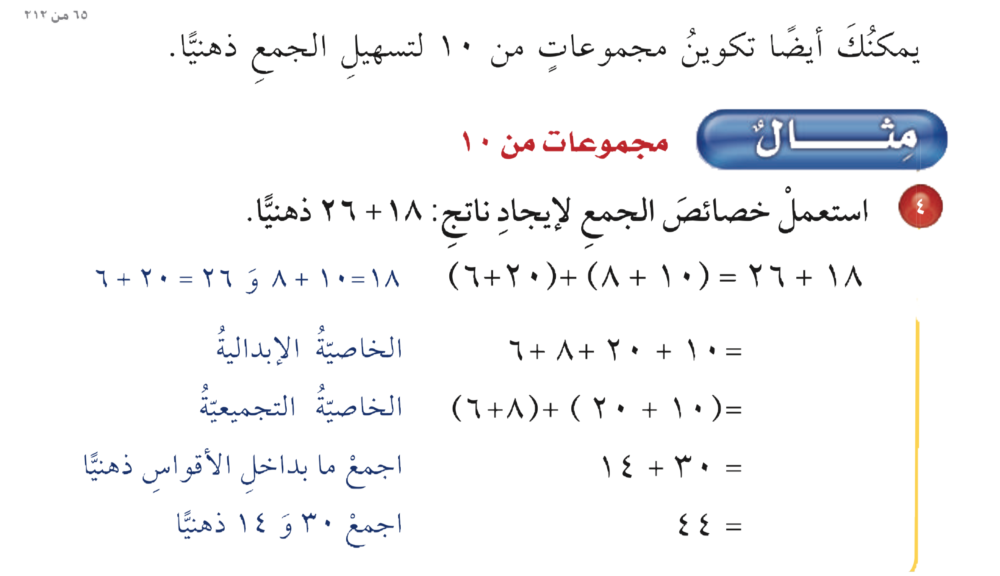 ٦٥ من ٢١٢
يمكنُكَ أيضًا تكوينُ مجموعاتٍ من ١٠ لتسهيلِ الجمعِ ذهنيًّا.
مِثــالٌ مجموعات من ١٠
٤ استعملْ خصائصَ الجمعِ لإيجادِ ناتجِ: ١٨ + ٢٦ ذهنيًّا.
١٨ + ٢٦ = (١٠ + ٨)+(٢٠+٦) ١٨=١٠ + ٨ وَ ٢٦ = ٢٠ + ٦
=١٠ + ٢٠ +٨ +٦ الخاصيّةُ الإبداليةُ
=(١٠ + ٢٠ ) +(٨+٦) الخاصيّةُ التجميعيّةُ
= ٣٠ + ١٤ اجمعْ ما بداخلِ الأقواسِ ذهنيًّا
= ٤٤ اجمعْ ٣٠ وَ ١٤ ذهنيًّا